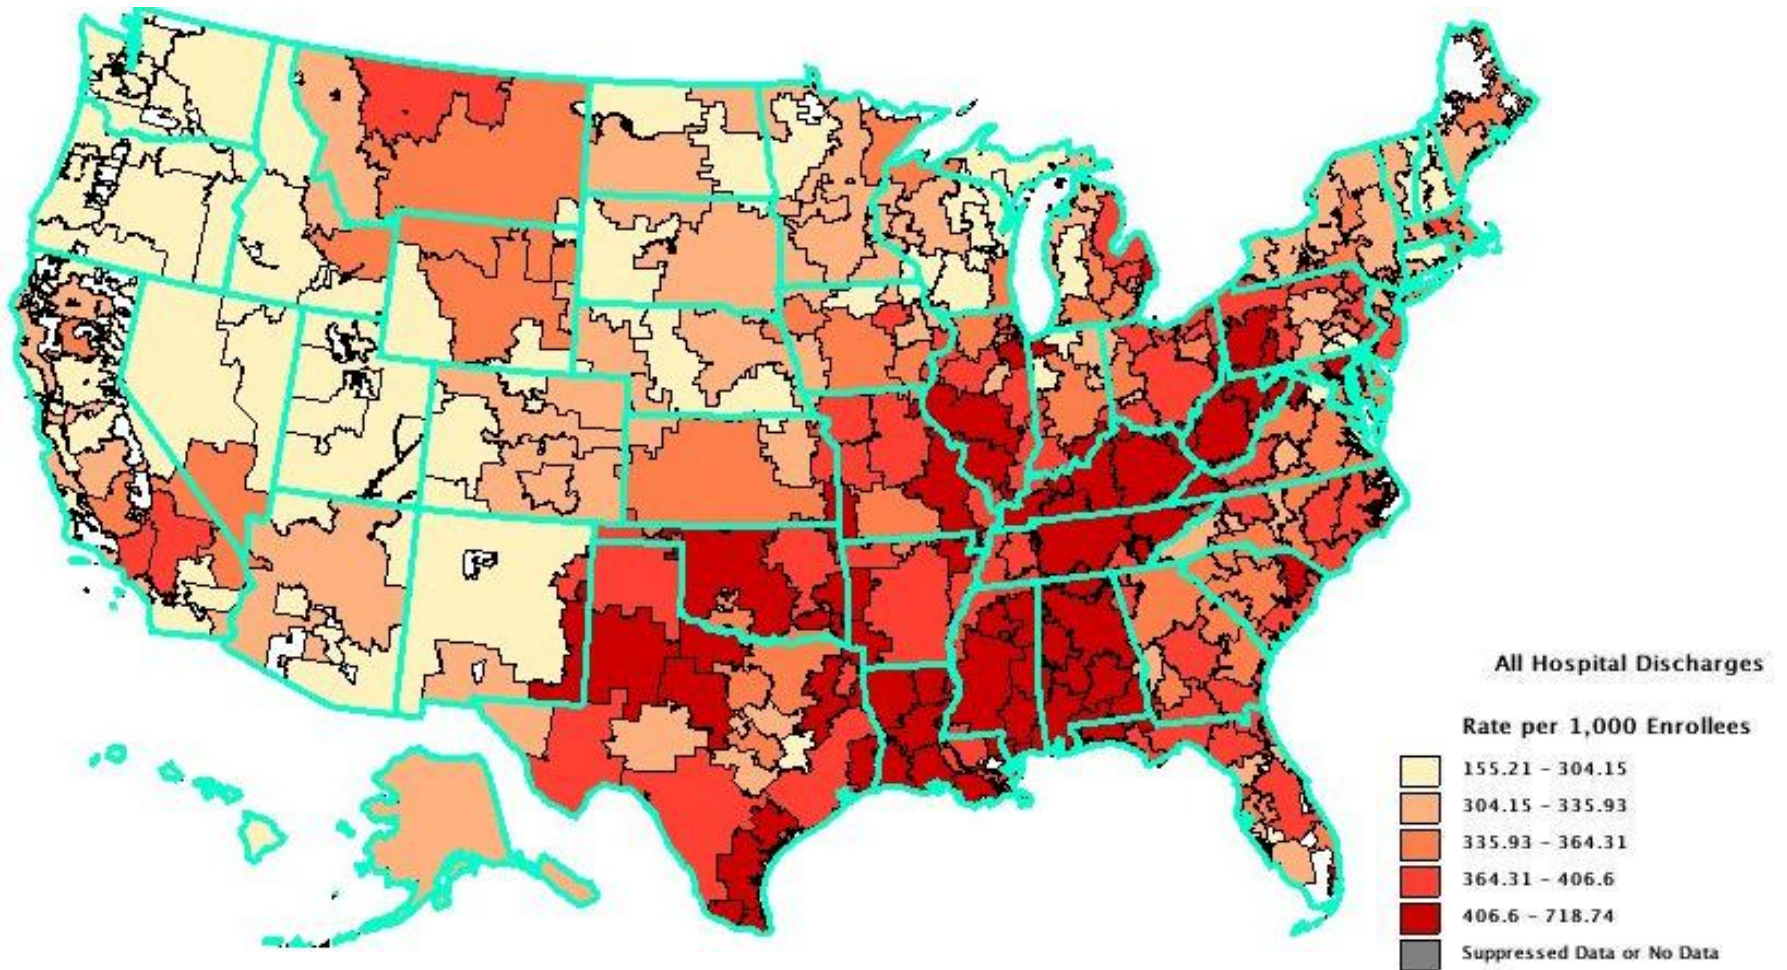 All Hospital Discharges
Rate per 1,000 Enrollees
155.21 - 304.15
304.15 - 335.93
335.93 - 364.31
364.31 - 406.6
406.6 - 718.74
Suppressed Data or No Data